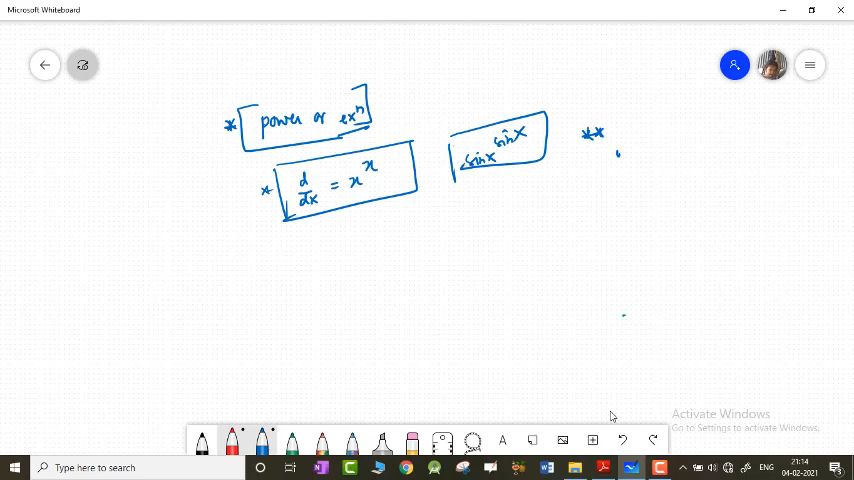 Microsoft Whiteboard
* power or exⁿ
* d/dx = x^x
sinx^sinx
**
Activate Windows
Go to Settings to activate Windows.
Type here to search
ENG
21:14
04-02-2021